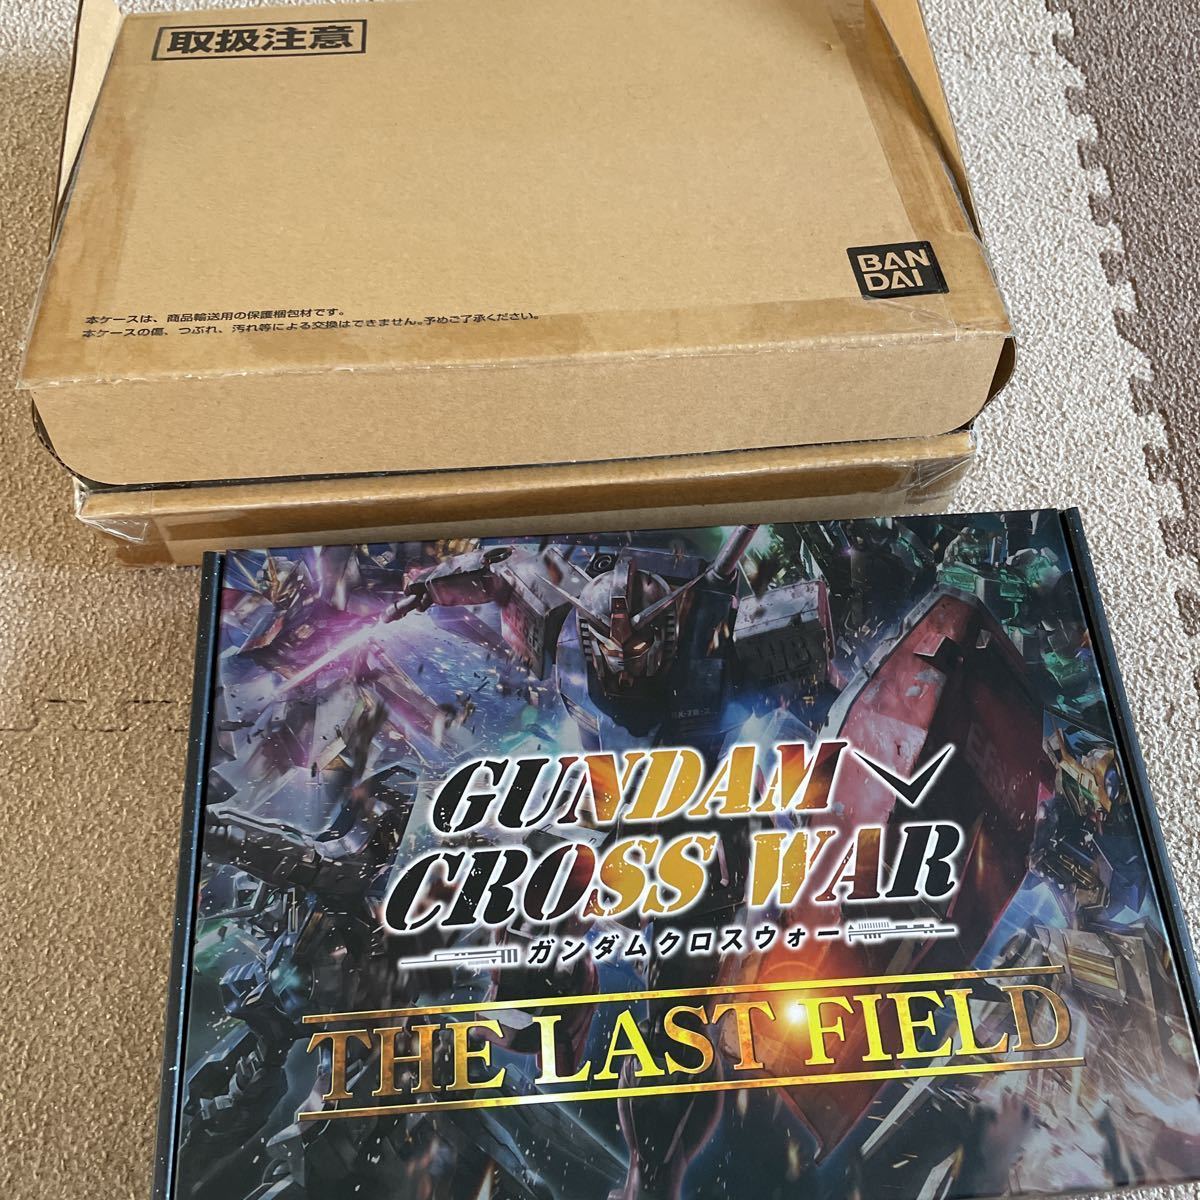 取扱注意
BAN
DAI
本ケースは、商品輸送用の保護梱包材です。
本ケースの傷、つぶれ、汚れ等による交換はできません。予めご了承ください。
RX-78-2
GUNDAM
CROSS WAR
ガンダムクロスウォー
THE LAST FIELD